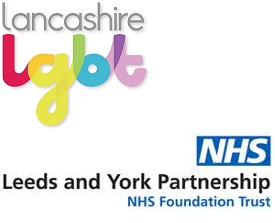 lancashire
lgbt
NHS
Leeds and York Partnership
NHS Foundation Trust